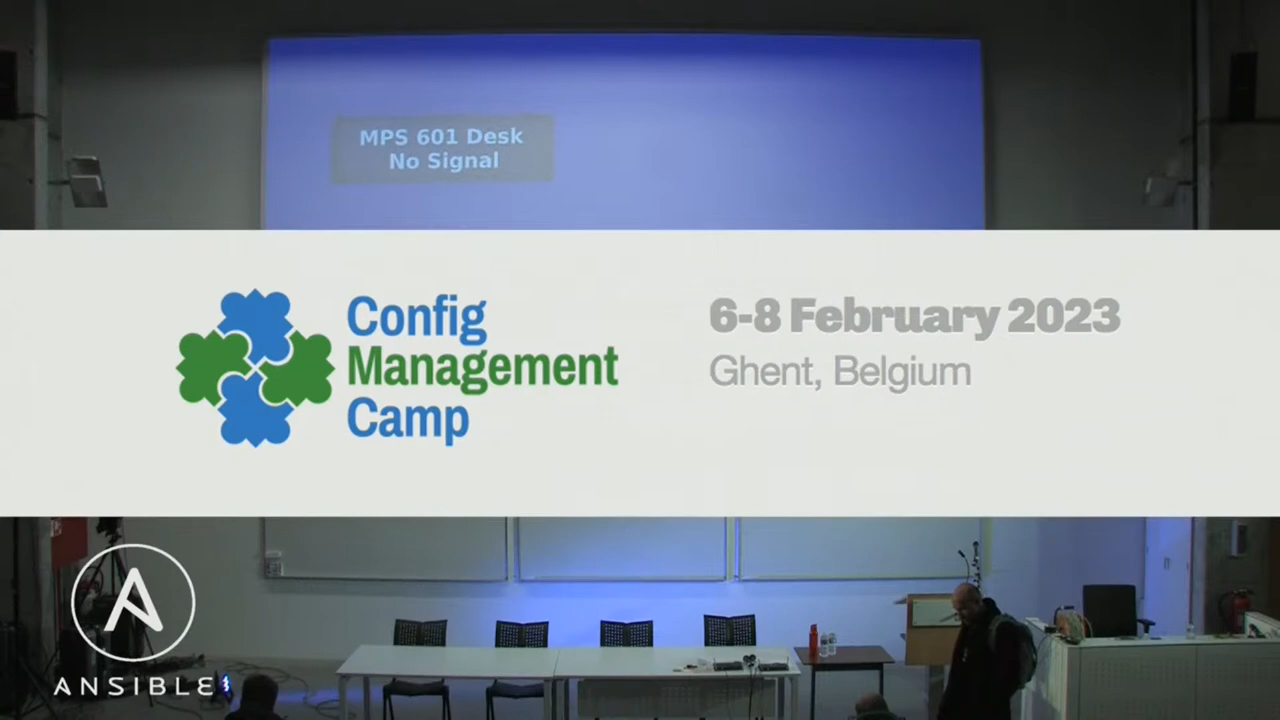 MPS 601 Desk
No Signal
Config
Management
Camp
6-8 February 2023
Ghent, Belgium
ANSIBLE